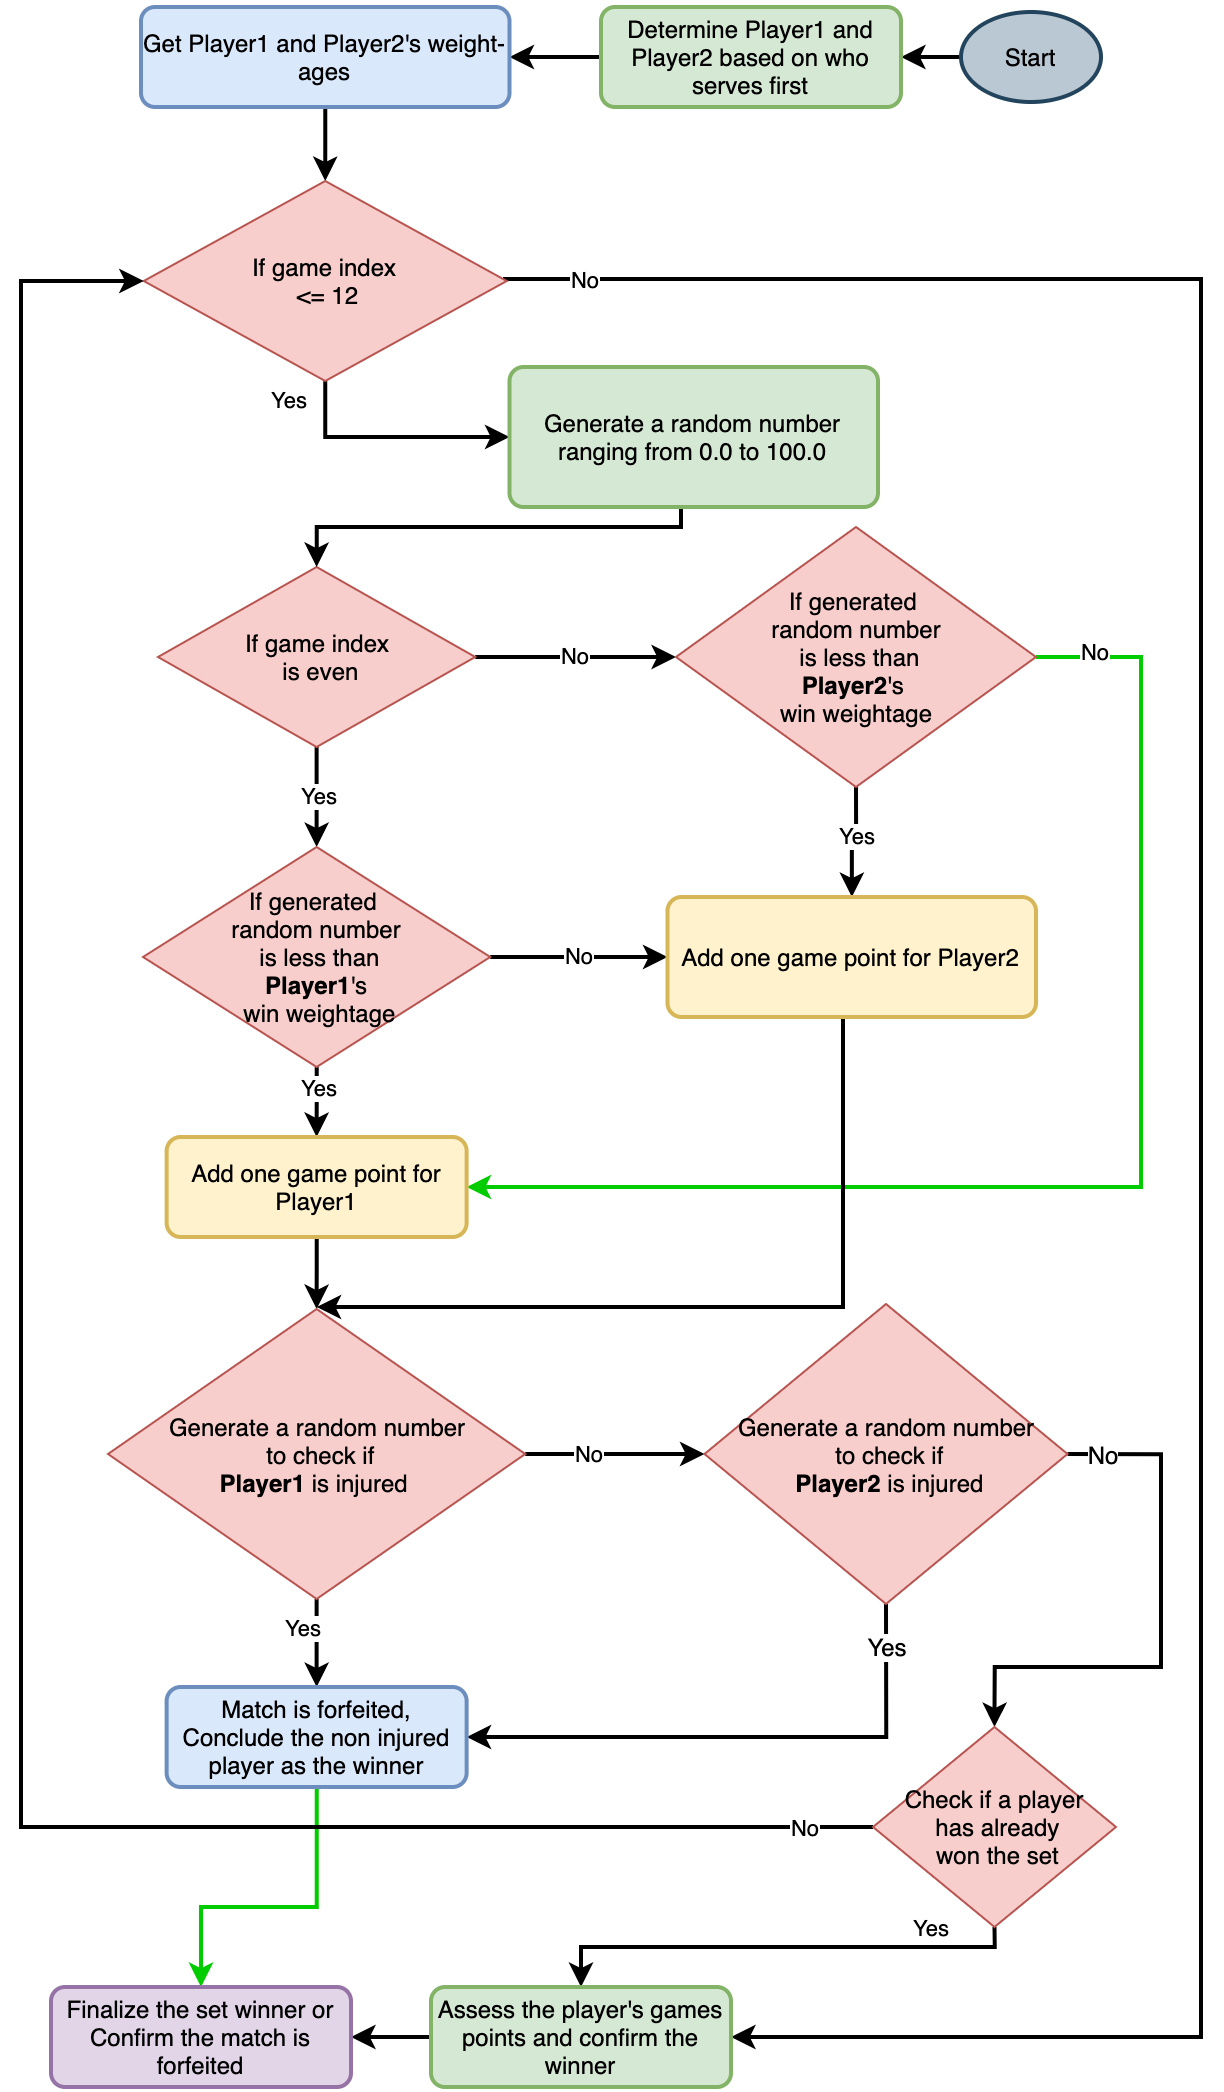 Get Player1 and Player2's weight-
ages
Determine Player1 and
Player2 based on who
serves first
Start
If game index
<= 12
No
Yes
Generate a random number
ranging from 0.0 to 100.0
If game index
is even
No
If generated
random number
is less than
Player2's
win weightage
No
Yes
Yes
If generated
random number
is less than
Player1's
win weightage
No
Add one game point for Player2
Yes
Add one game point for
Player1
Generate a random number
to check if
Player1 is injured
No
Generate a random number
to check if
Player2 is injured
No
Yes
Yes
Match is forfeited,
Conclude the non injured
player as the winner
Check if a player
has already
won the set
No
Yes
Finalize the set winner or
Confirm the match is
forfeited
Assess the player's games
points and confirm the
winner